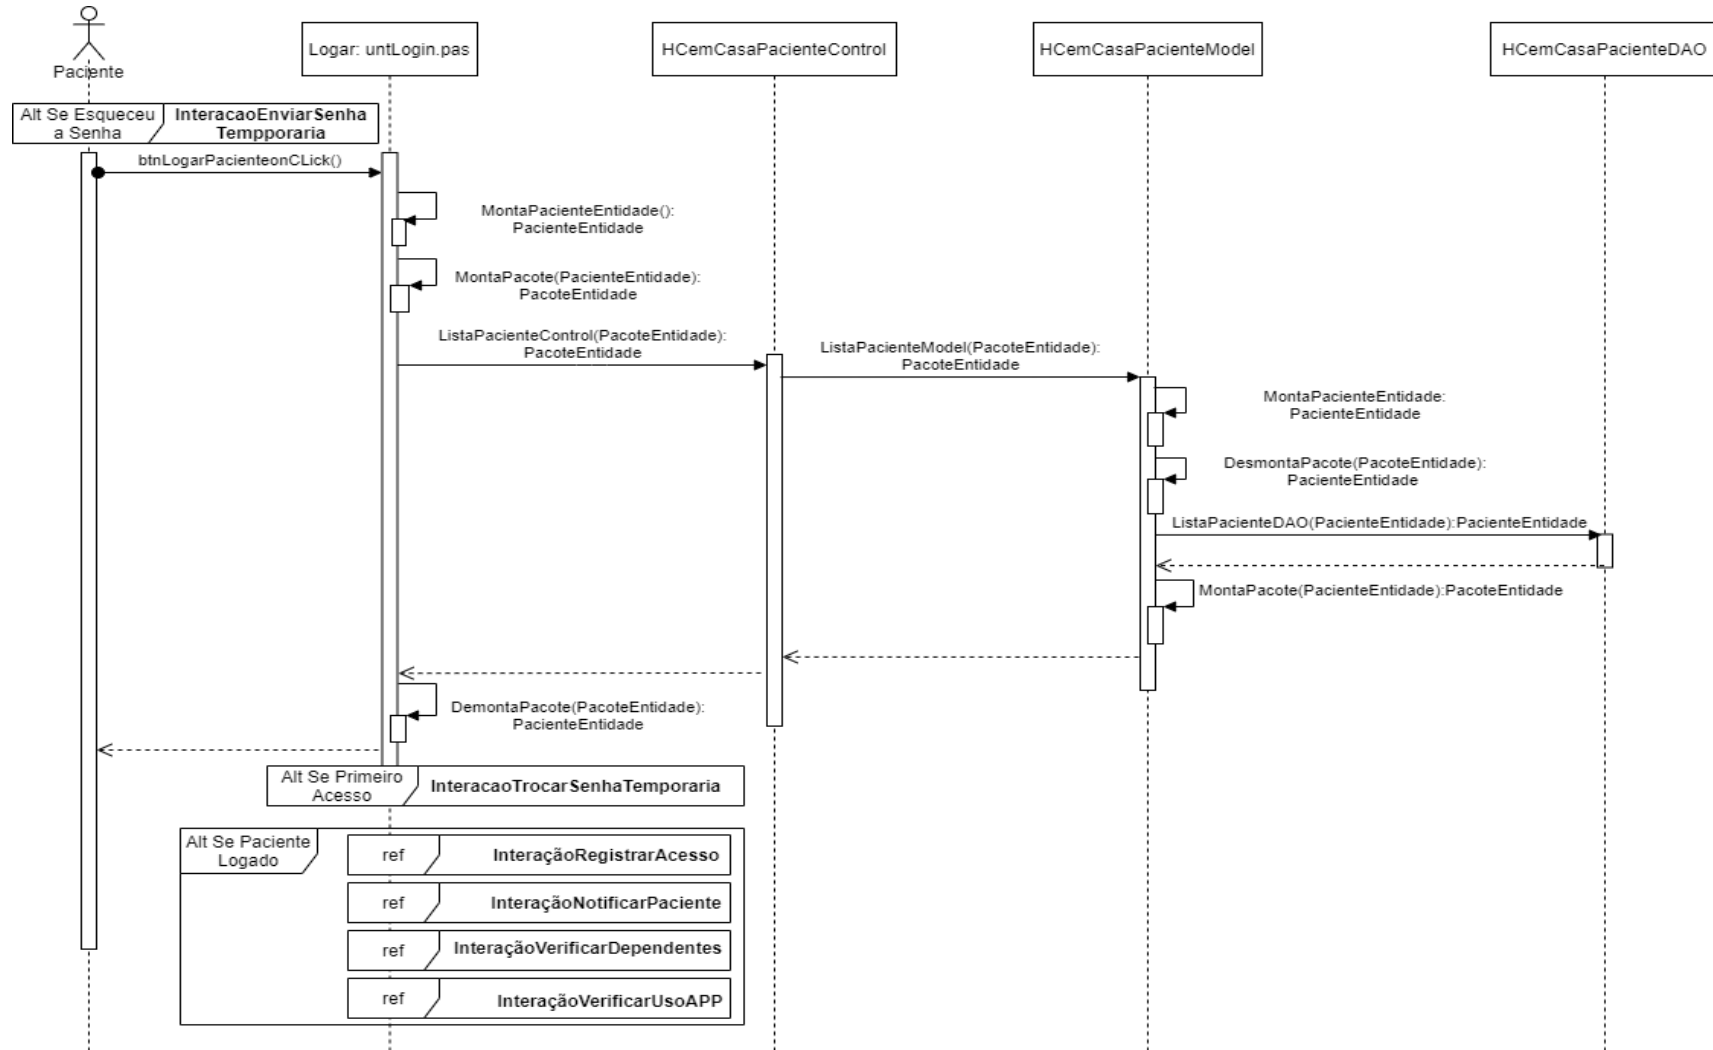 Paciente
Logar: untLogin.pas
HCemCasaPacienteControl
HCemCasaPacienteModel
HCemCasaPacienteDAO
Alt Se Esqueceu
a Senha
InteracaoEnviarSenha
Tempporaria
btnLogarPacienteonCLick()
MontaPacienteEntidade():
PacienteEntidade
MontaPacote(PacienteEntidade):
PacoteEntidade
ListaPacienteControl(PacoteEntidade):
PacoteEntidade
ListaPacienteModel(PacoteEntidade):
PacoteEntidade
MontaPacienteEntidade:
PacienteEntidade
DesmontaPacote(PacoteEntidade):
PacienteEntidade
ListaPacienteDAO(PacienteEntidade):PacienteEntidade
MontaPacote(PacienteEntidade):PacoteEntidade
DemontaPacote(PacoteEntidade):
PacienteEntidade
Alt Se Primeiro
Acesso
InteracaoTrocarSenhaTemporaria
Alt Se Paciente
Logado
ref
InteraçãoRegistrarAcesso
ref
InteraçãoNotificarPaciente
ref
InteraçãoVerificarDependentes
ref
InteraçãoVerificarUsoAPP